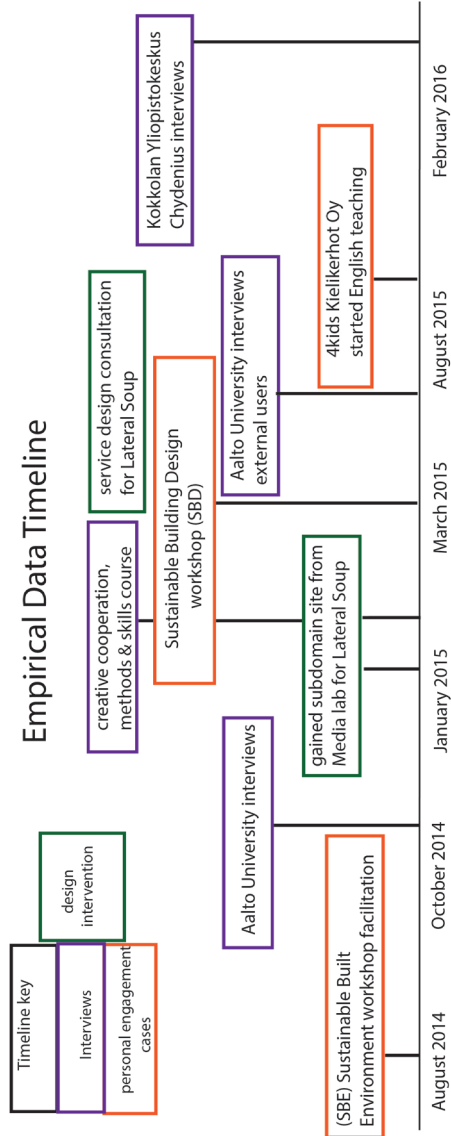 Empirical Data Timeline
Timeline key
Interviews
personal engagement
cases
design
intervention
(SBE) Sustainable Built
Environment workshop facilitation
Aalto University interviews
creative cooperation,
methods & skills course
service design consultation
for Lateral Soup
Sustainable Building Design
workshop (SBD)
gained subdomain site from
Media lab for Lateral Soup
Aalto University interviews
external users
4kids Kielikerhot Oy
started English teaching
Kokkolan Yliopistokeskus
Chydenius interviews
August 2014
October 2014
January 2015
March 2015
August 2015
February 2016